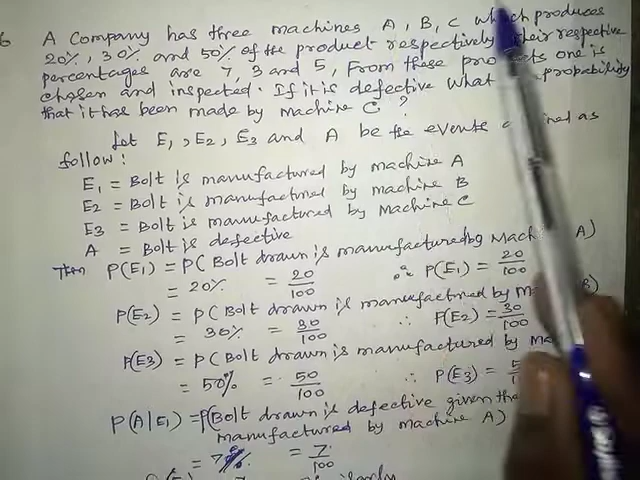 6 A Company has three machines A, B, C which produces
20%, 30% and 50% of the product respectively their respective
percentages are 7, 3 and 5, From these one is
chosen and inspected. If it is defective what probability
that it has been made by machine C ?
Let E1, E2, E3 and A be the events as
follow:
E1 = Bolt is manufactured by machine A
E2 = Bolt is manufactured by machine B
E3 = Bolt is manufactured by machine C
A = Bolt is defective
Then P(E1) = P( Bolt drawn is manufactured by Machine A)
= 20% = 20/100 ∴ P(E1) = 20/100
P(E2) = P( Bolt drawn is manufactured by B)
= 30% = 30/100 ∴ P(E2) = 30/100
P(E3) = P( Bolt drawn is manufactured by
= 50% = 50/100 ∴ P(E3) =
P(A|E1) = P(Bolt drawn is defective given the
manufactured by machine A)
= 7% = 7/100